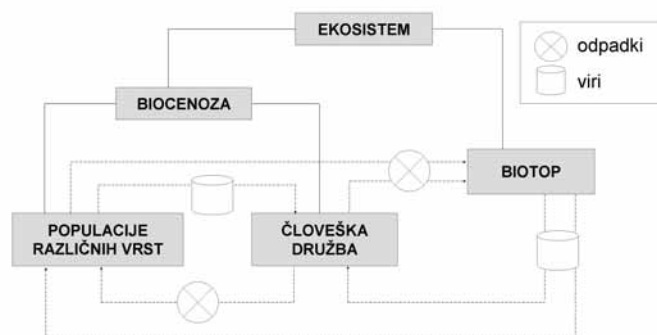 EKOSISTEM
odpadki
viri
BIOCENOZA
BIOTOP
POPULACIJE
RAZLIČNIH VRST
ČLOVEŠKA
DRUŽBA